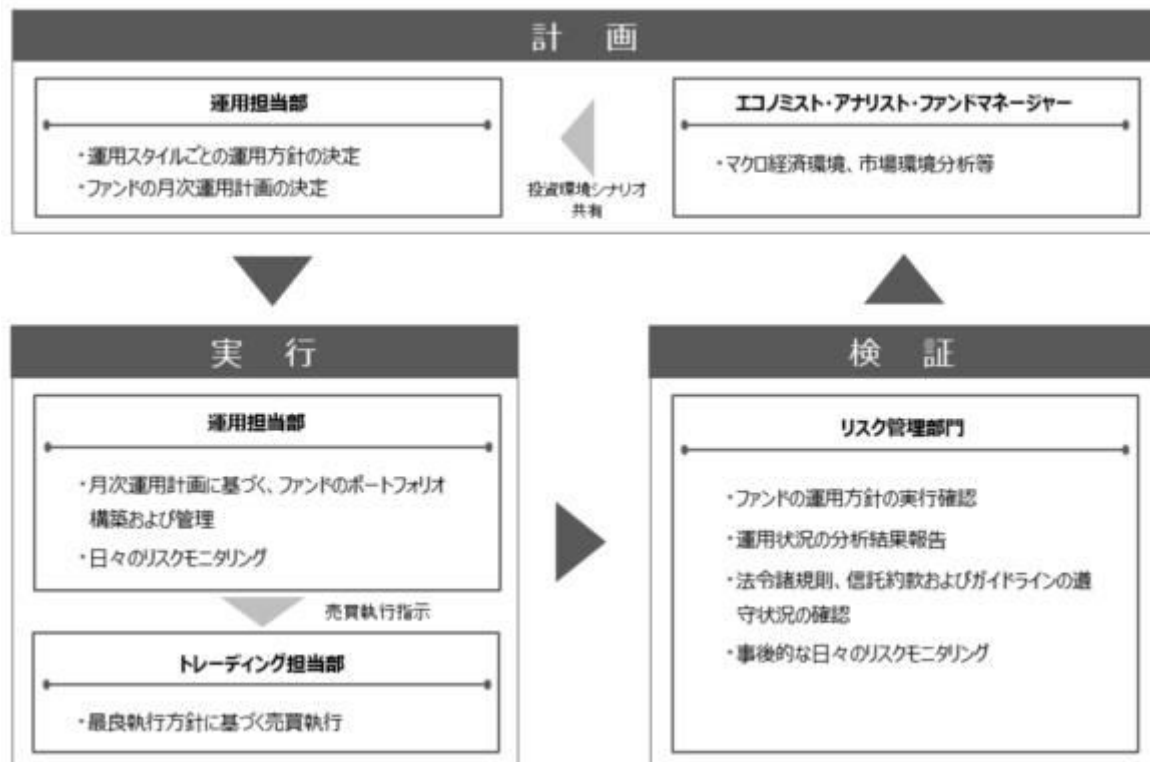 計 画
運用担当部
・運用スタイルごとの運用方針の決定
・ファンドの月次運用計画の決定
投資環境シナリオ
共有
エコノミスト・アナリスト・ファンドマネージャー
・マクロ経済環境、市場環境分析等
実 行
運用担当部
・月次運用計画に基づく、ファンドのポートフォリオ
構築および管理
・日々のリスクモニタリング
売買執行指示
トレーディング担当部
・最良執行方針に基づく売買執行
検 証
リスク管理部門
・ファンドの運用方針の実行確認
・運用状況の分析結果報告
・法令諸規則、信託約款およびガイドラインの遵
守状況の確認
・事後的な日々のリスクモニタリング